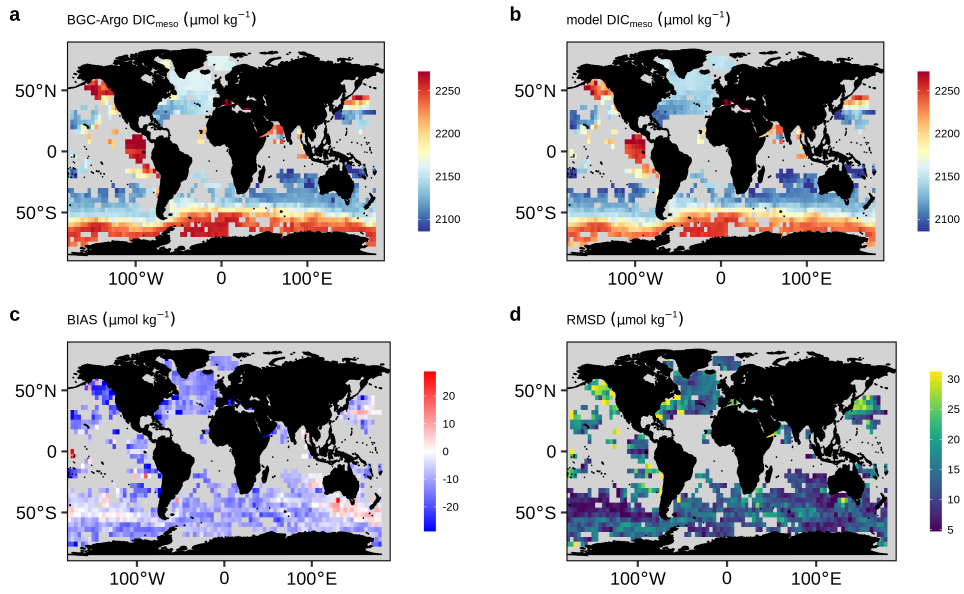 a BGC-Argo DICmeso (μmol kg−1)
50°N
0
50°S
100°W 0 100°E
2250
2200
2150
2100
b model DICmeso (μmol kg−1)
50°N
0
50°S
100°W 0 100°E
2250
2200
2150
2100
c BIAS (μmol kg−1)
50°N
0
50°S
100°W 0 100°E
20
10
0
-10
-20
d RMSD (μmol kg−1)
50°N
0
50°S
100°W 0 100°E
30
25
20
15
10
5